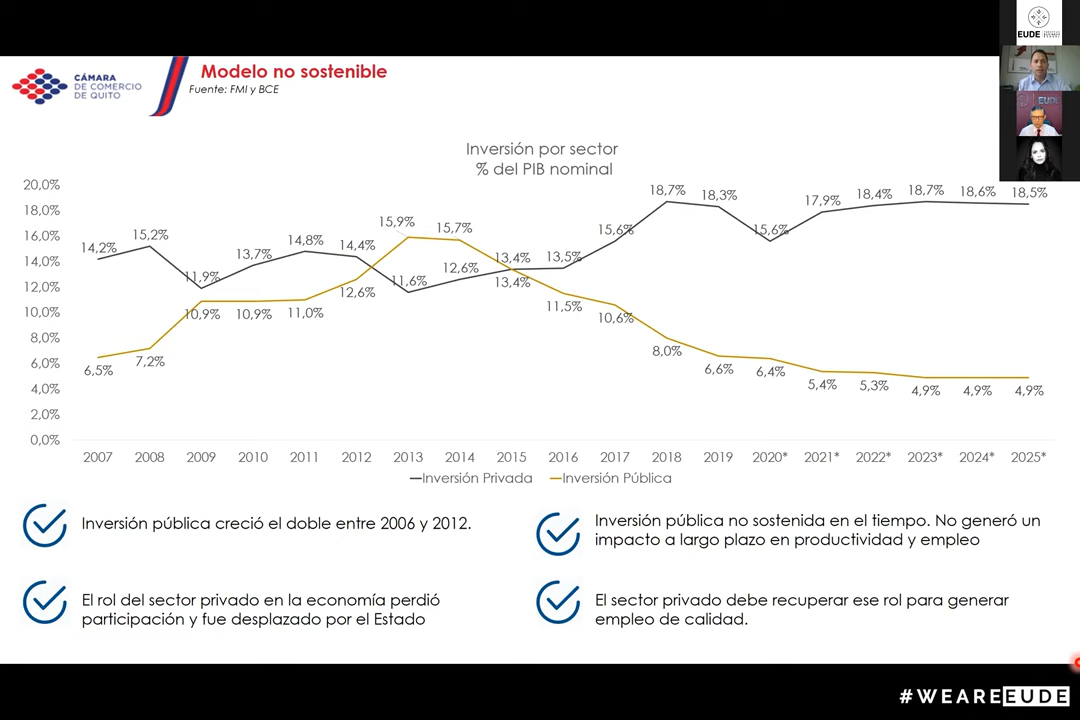 EUDE
CÁMARA
DE COMERCIO
DE QUITO
Modelo no sostenible
Fuente: FMI y BCE
Inversión por sector
% del PIB nominal
20,0%
18,0%
16,0%
14,0%
12,0%
10,0%
8,0%
6,0%
4,0%
2,0%
0,0%
14,2%
15,2%
11,9%
13,7%
14,8%
14,4%
11,6%
12,6%
13,4%
13,5%
15,6%
18,7%
18,3%
15,6%
17,9%
18,4%
18,7%
18,6%
18,5%
6,5%
7,2%
10,9%
10,9%
11,0%
12,6%
15,9%
15,7%
13,4%
11,5%
10,6%
8,0%
6,6%
6,4%
5,4%
5,3%
4,9%
4,9%
4,9%
2007 2008 2009 2010 2011 2012 2013 2014 2015 2016 2017 2018 2019 2020* 2021* 2022* 2023* 2024* 2025*
Inversión Privada Inversión Pública
Inversión pública creció el doble entre 2006 y 2012.
El rol del sector privado en la economía perdió
participación y fue desplazado por el Estado
Inversión pública no sostenida en el tiempo. No generó un
impacto a largo plazo en productividad y empleo
El sector privado debe recuperar ese rol para generar
empleo de calidad.
#WEAREEUDE